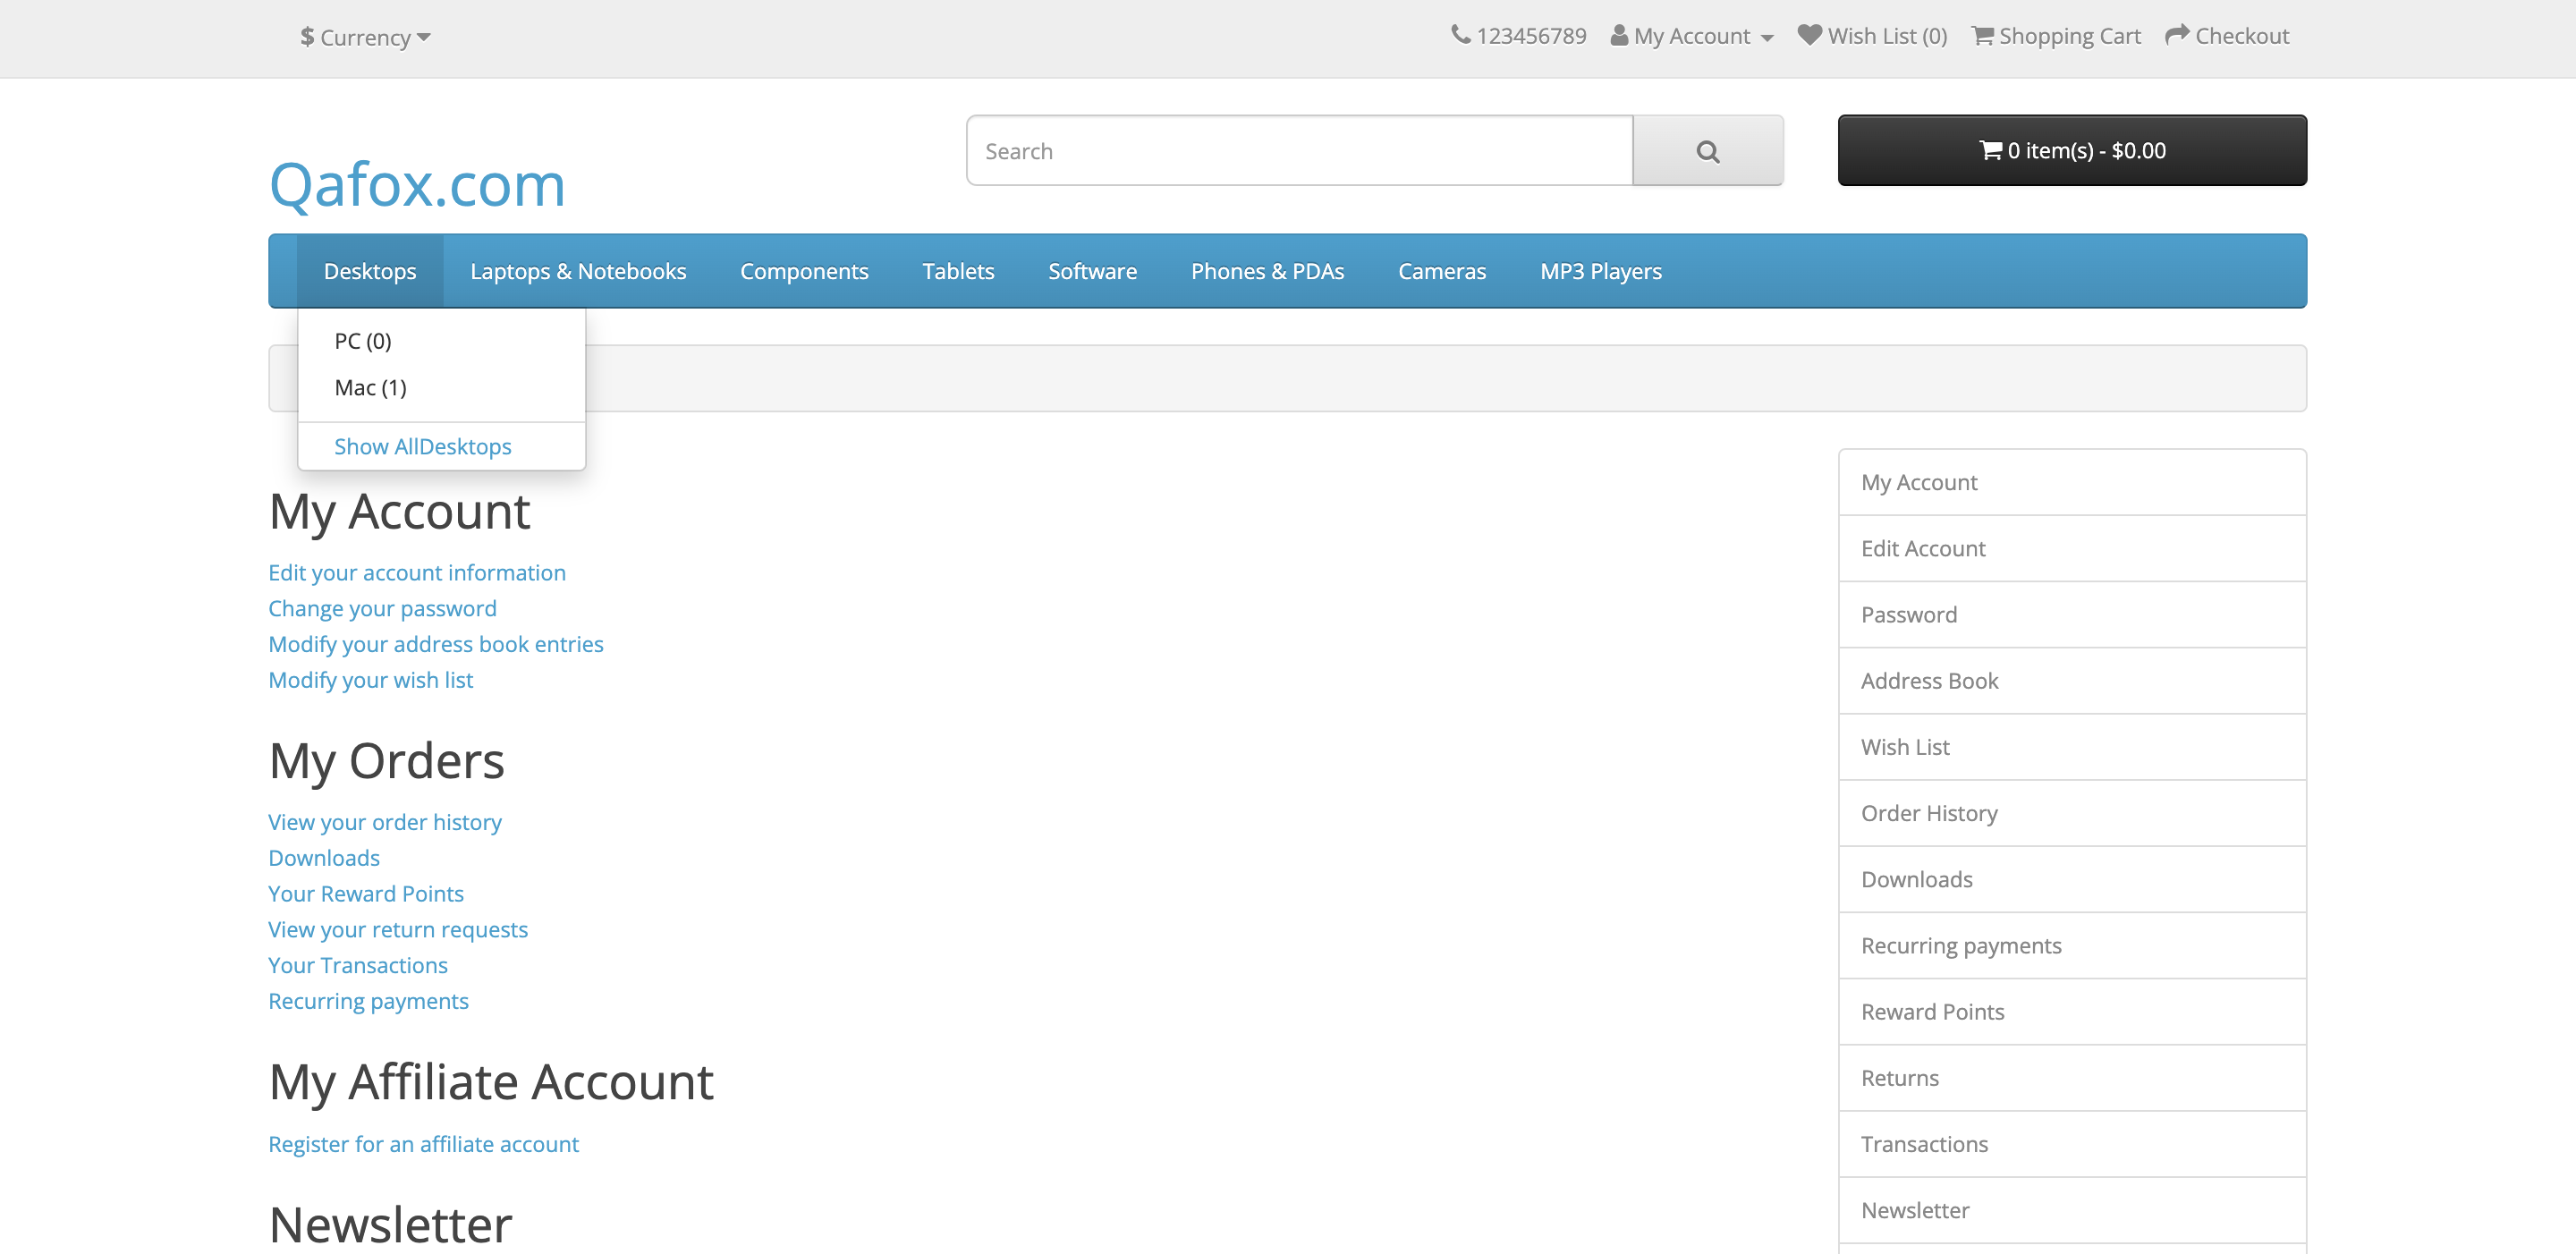 $ Currency
123456789 My Account Wish List (0) Shopping Cart Checkout
Qafox.com
Search
0 item(s) - $0.00
Desktops Laptops & Notebooks Components Tablets Software Phones & PDAs Cameras MP3 Players
PC (0)
Mac (1)
Show AllDesktops
My Account
Edit your account information
Change your password
Modify your address book entries
Modify your wish list
My Orders
View your order history
Downloads
Your Reward Points
View your return requests
Your Transactions
Recurring payments
My Affiliate Account
Register for an affiliate account
Newsletter
My Account
Edit Account
Password
Address Book
Wish List
Order History
Downloads
Recurring payments
Reward Points
Returns
Transactions
Newsletter